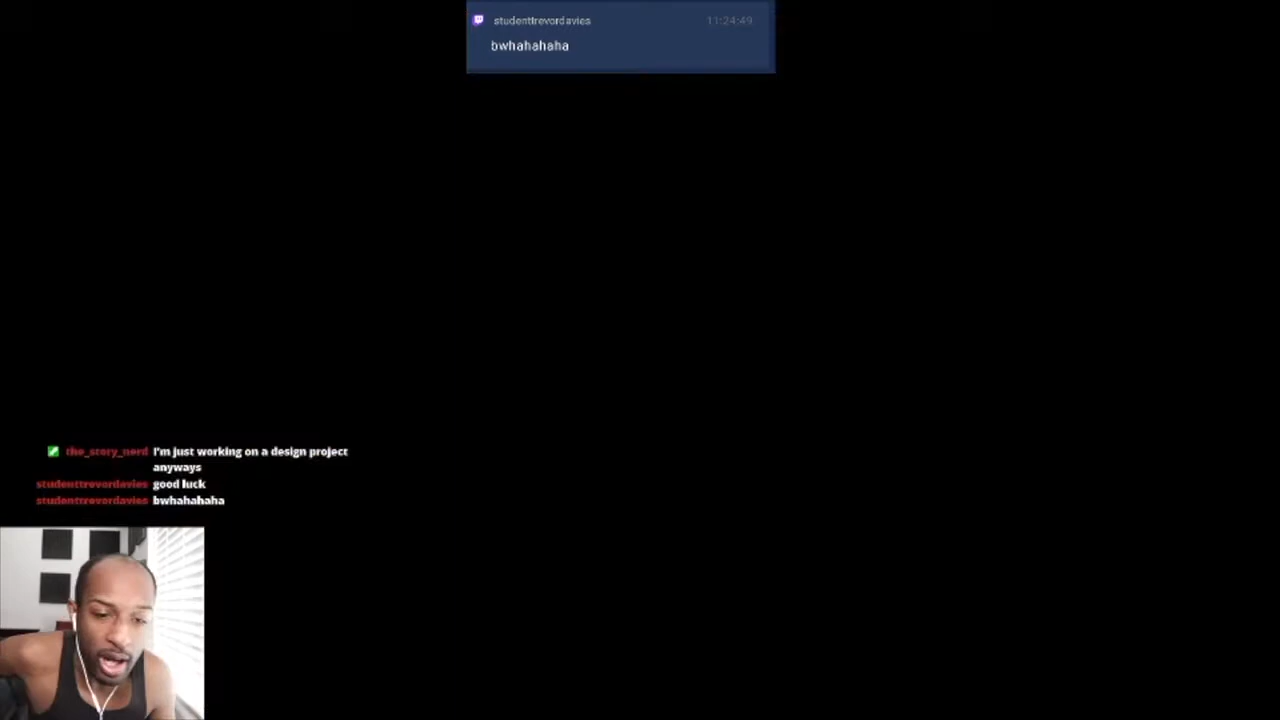 studenttrevordavies 11:24:49
bwhahahaha
the_story_nerd I'm just working on a design project
anyways
studenttrevordavies good luck
studenttrevordavies bwhahahaha